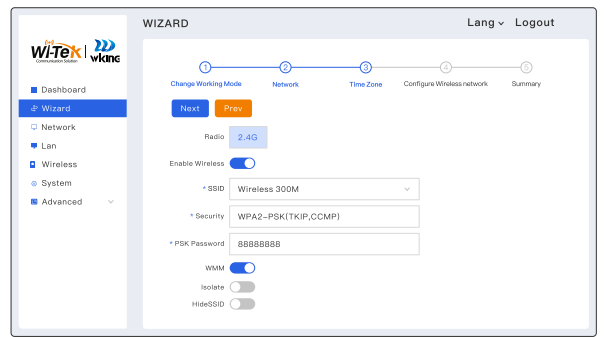 WIZARD
Lang
Logout
Wi-Tek
Communication Solution
wking
1
2
3
4
5
Change Working Mode
Network
Time Zone
Configure Wireless network
Summary
Dashboard
Wizard
Network
Lan
Wireless
System
Advanced
Next
Prev
Radio 2.4G
Enable Wireless
* SSID Wireless 300M
* Security WPA2-PSK(TKIP,CCMP)
* PSK Password 88888888
WMM
Isolate
HideSSID